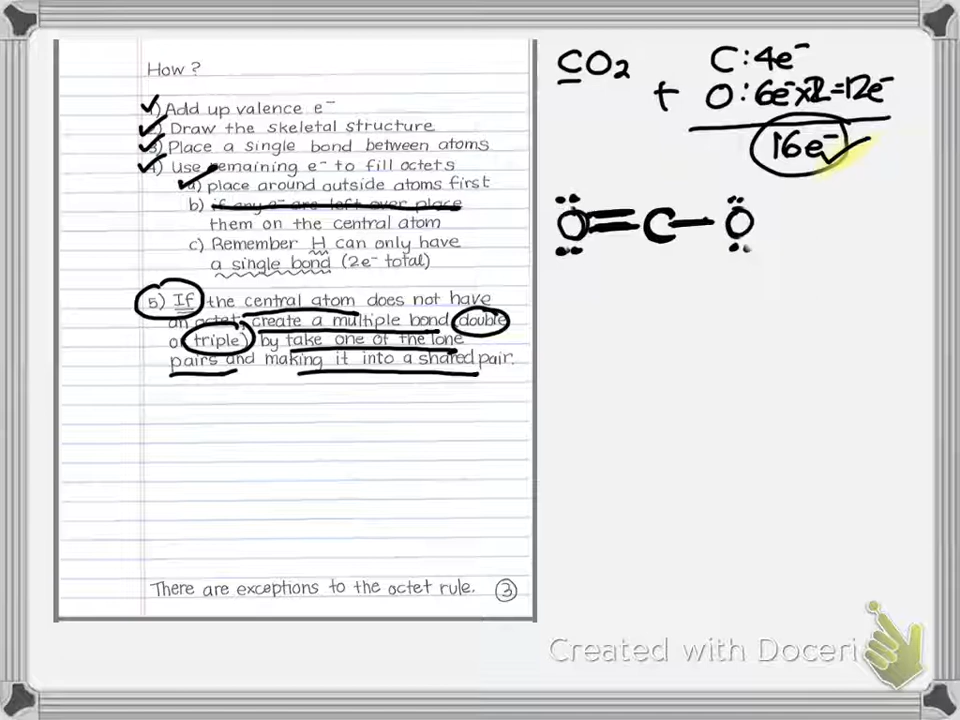 How?
1) Add up valence e⁻
2) Draw the skeletal structure
3) Place a single bond between atoms
4) Use remaining e⁻ to fill octets
a) place around outside atoms first
b) if any e⁻ are left over place
them on the central atom
c) Remember H can only have
a single bond (2e⁻ total)
5) If the central atom does not have
an octet, create a multiple bond (double
or triple) by take one of the lone
pairs and making it into a shared pair.
There are exceptions to the octet rule. 3
CO₂
C:4e⁻
+ O:6e⁻x2=12e⁻
16e⁻
O=C-O
Created with Doceri